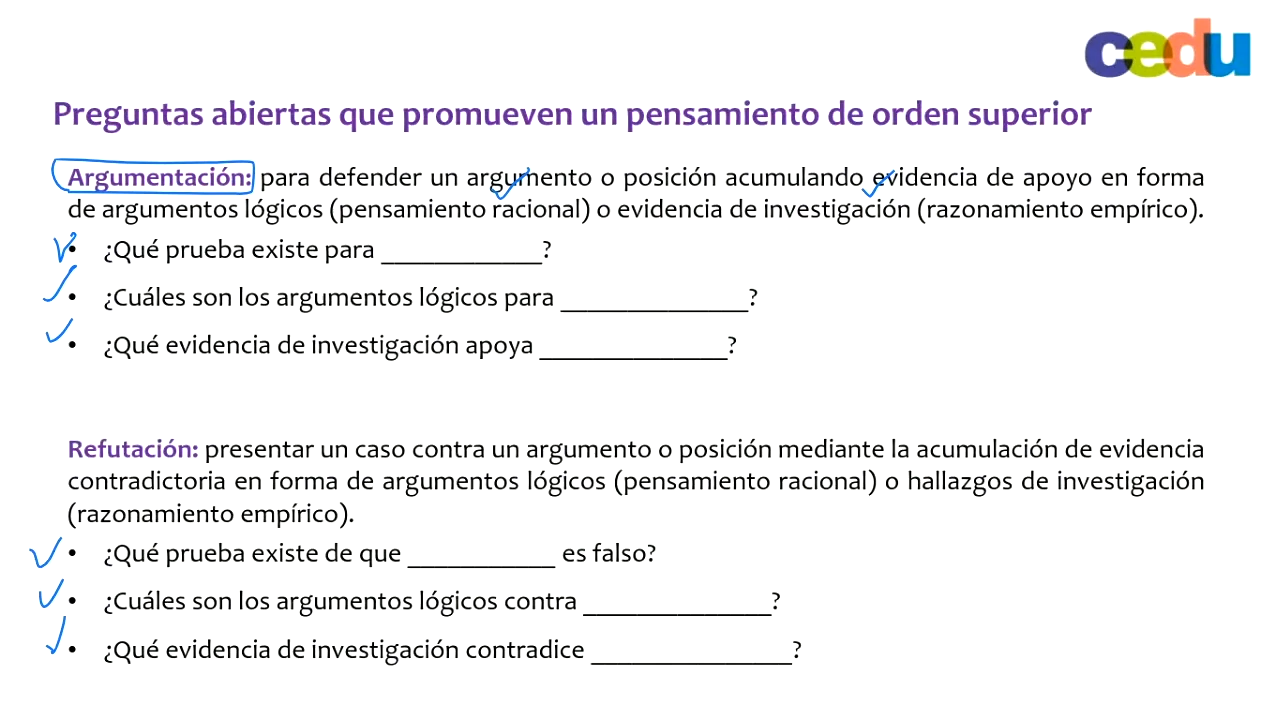 cedu
Preguntas abiertas que promueven un pensamiento de orden superior
Argumentación: para defender un argumento o posición acumulando evidencia de apoyo en forma
de argumentos lógicos (pensamiento racional) o evidencia de investigación (razonamiento empírico).
• ¿Qué prueba existe para ____________?
• ¿Cuáles son los argumentos lógicos para ______________?
• ¿Qué evidencia de investigación apoya ______________?
Refutación: presentar un caso contra un argumento o posición mediante la acumulación de evidencia
contradictoria en forma de argumentos lógicos (pensamiento racional) o hallazgos de investigación
(razonamiento empírico).
• ¿Qué prueba existe de que ___________ es falso?
• ¿Cuáles son los argumentos lógicos contra ______________?
• ¿Qué evidencia de investigación contradice _______________?